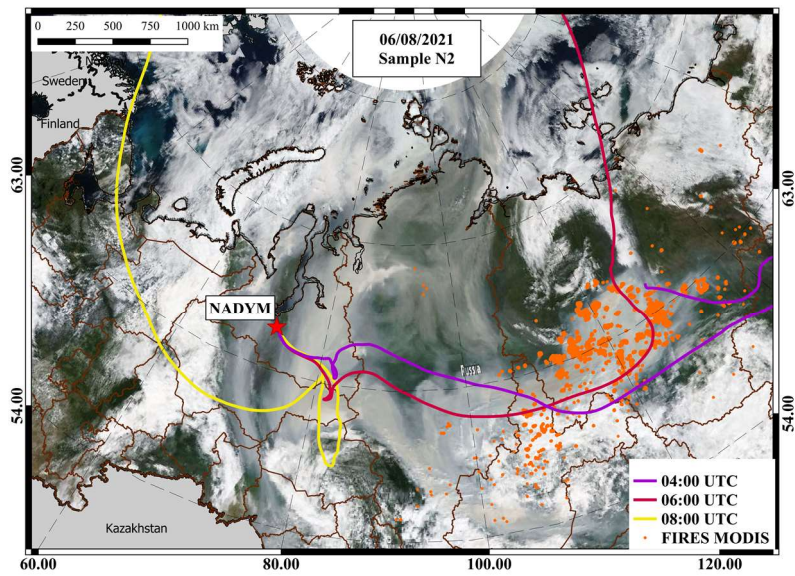 0 250 500 750 1000 km
06/08/2021
Sample N2
Sweden
Finland
63.00
63.00
NADYM
Russia
54.00
54.00
Kazakhstan
04:00 UTC
06:00 UTC
08:00 UTC
FIRES MODIS
60.00 80.00 100.00 120.00